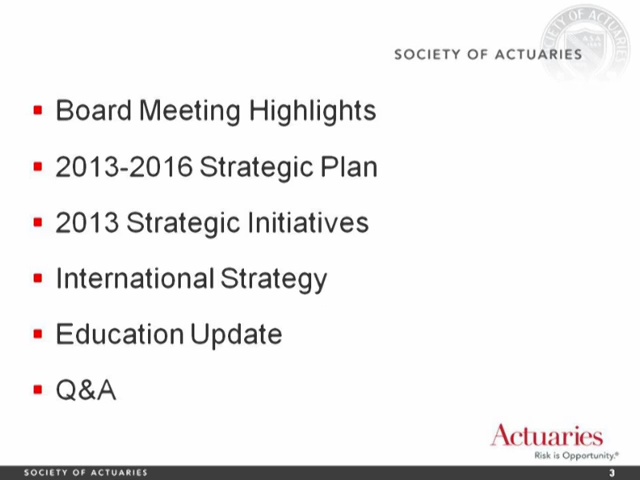 SOCIETY OF ACTUARIES
Board Meeting Highlights
2013-2016 Strategic Plan
2013 Strategic Initiatives
International Strategy
Education Update
Q&A
Actuaries
Risk is Opportunity.®
SOCIETY OF ACTUARIES
3